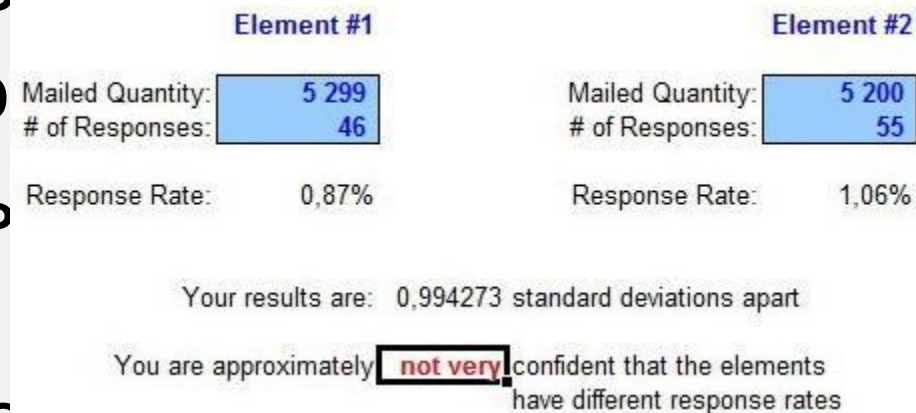 Element #1 Element #2
Mailed Quantity: 5 299 Mailed Quantity: 5 200
# of Responses: 46 # of Responses: 55
Response Rate: 0,87% Response Rate: 1,06%
Your results are: 0,994273 standard deviations apart
You are approximately not very confident that the elements
have different response rates